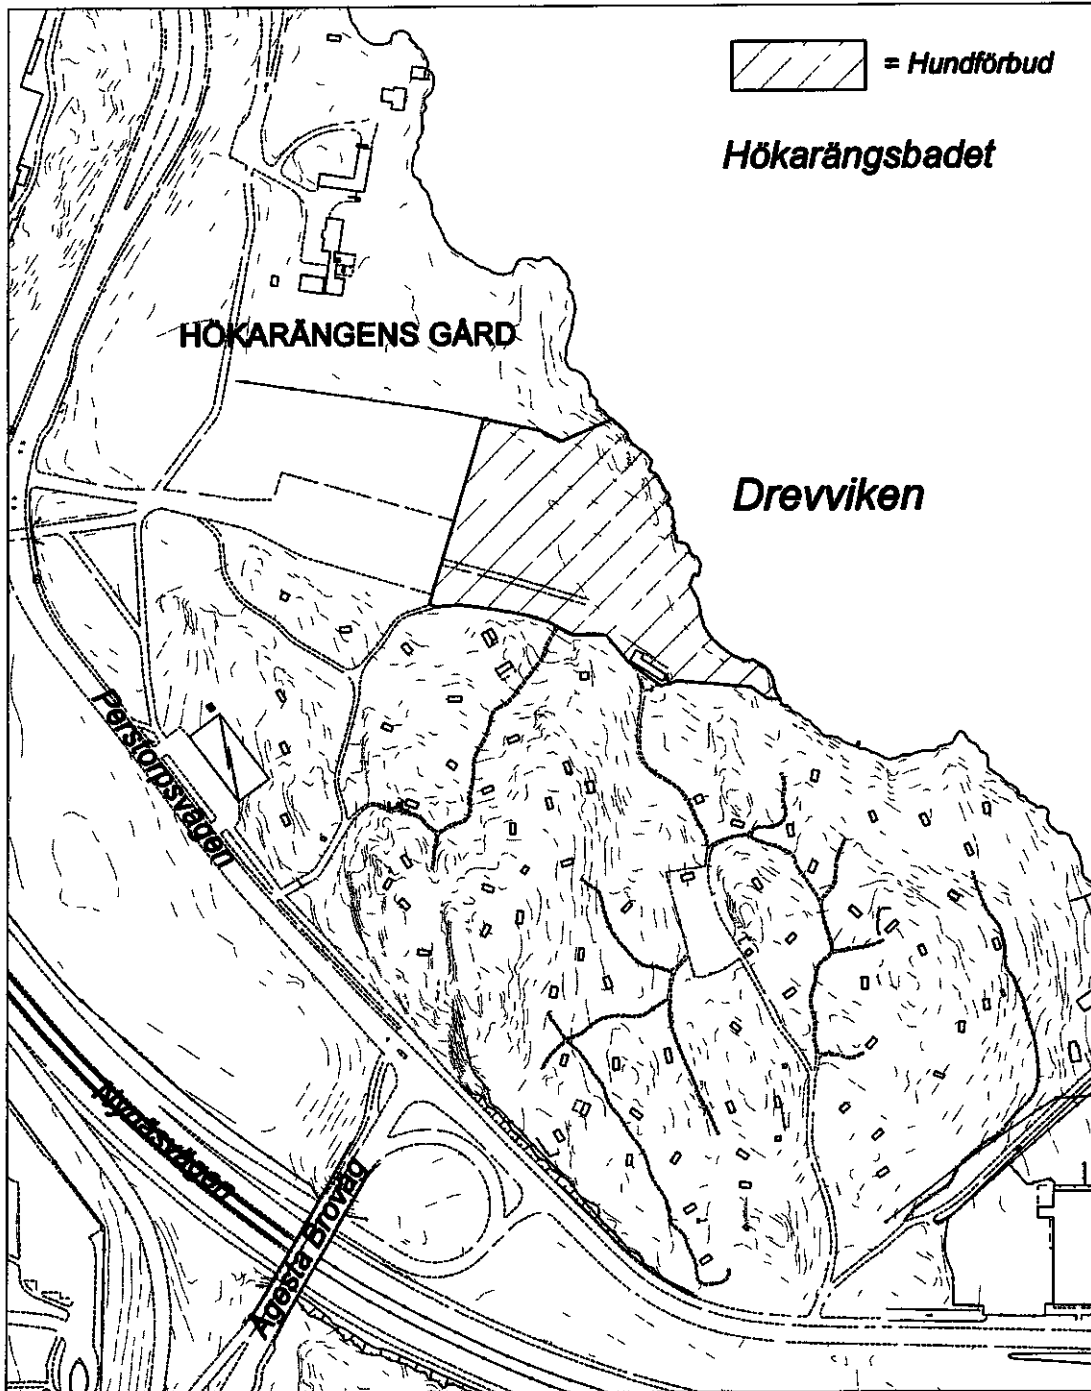 = Hundförbud
Hökarängsbadet
HÖKARÄNGENS GÅRD
Drevviken
Perstorpsvägen
Nynäsvägen
Ågesta Broväg